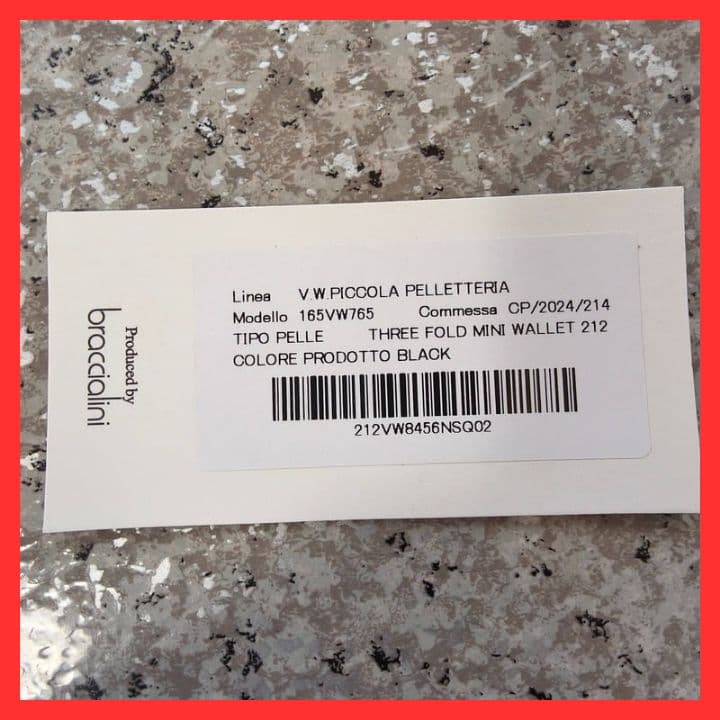 Linea V.W.PICCOLA PELLETTERIA
Modello 165VW765 Commessa CP/2024/214
TIPO PELLE THREE FOLD MINI WALLET 212
COLORE PRODOTTO BLACK
212VW8456NSQ02
Produced by
braccialini